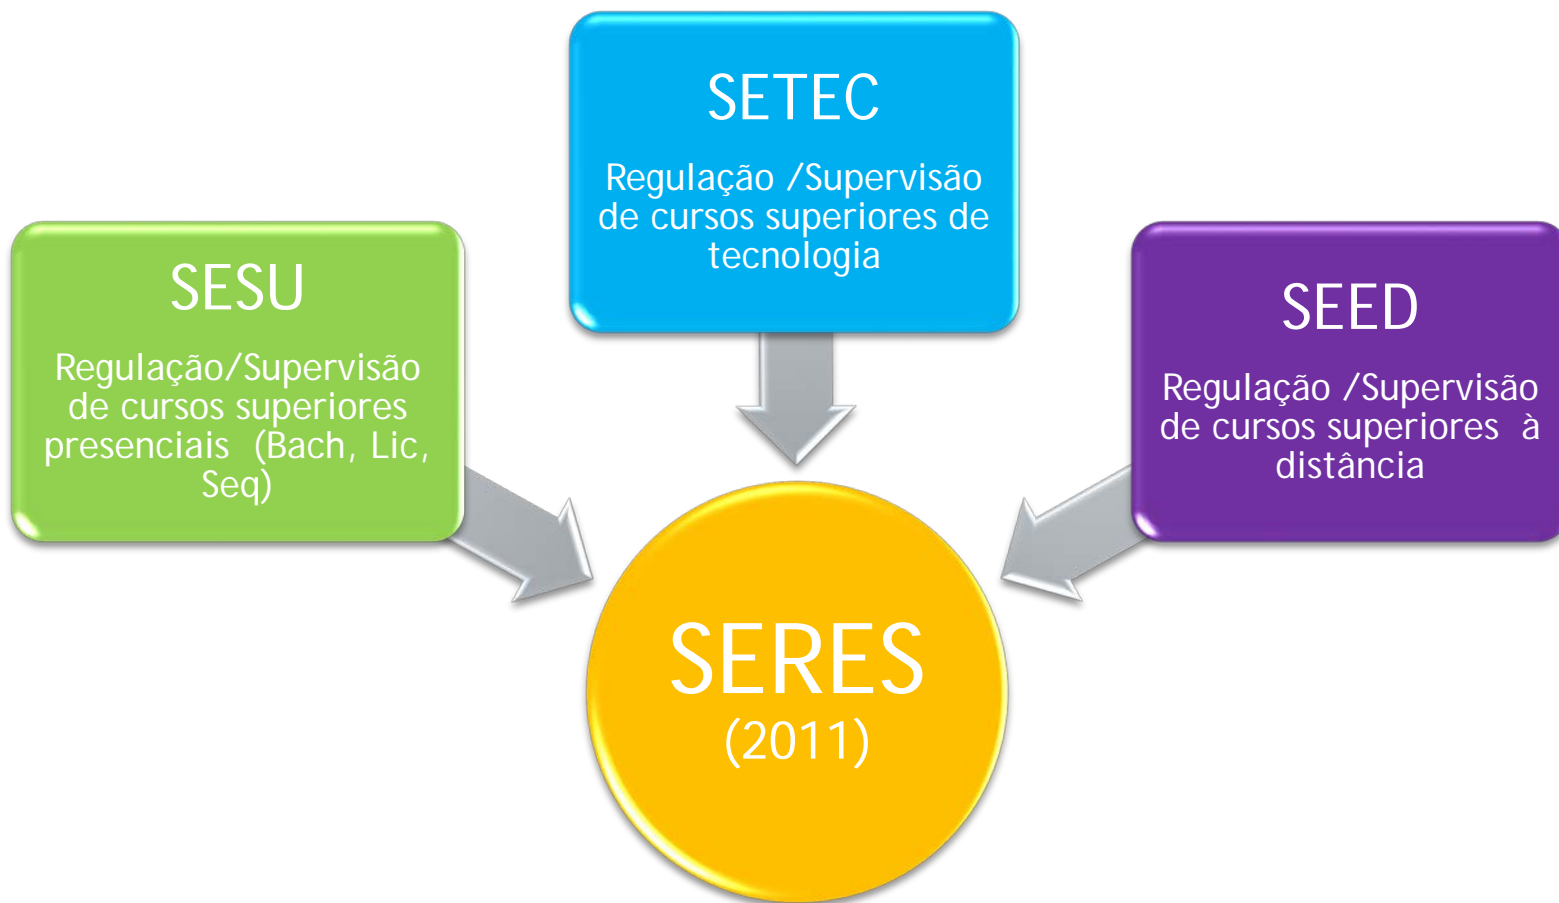 SETEC
Regulação /Supervisão
de cursos superiores de
tecnologia
SESU
Regulação/Supervisão
de cursos superiores
presenciais (Bach, Lic,
Seq)
SEED
Regulação /Supervisão
de cursos superiores à
distância
SERES
(2011)